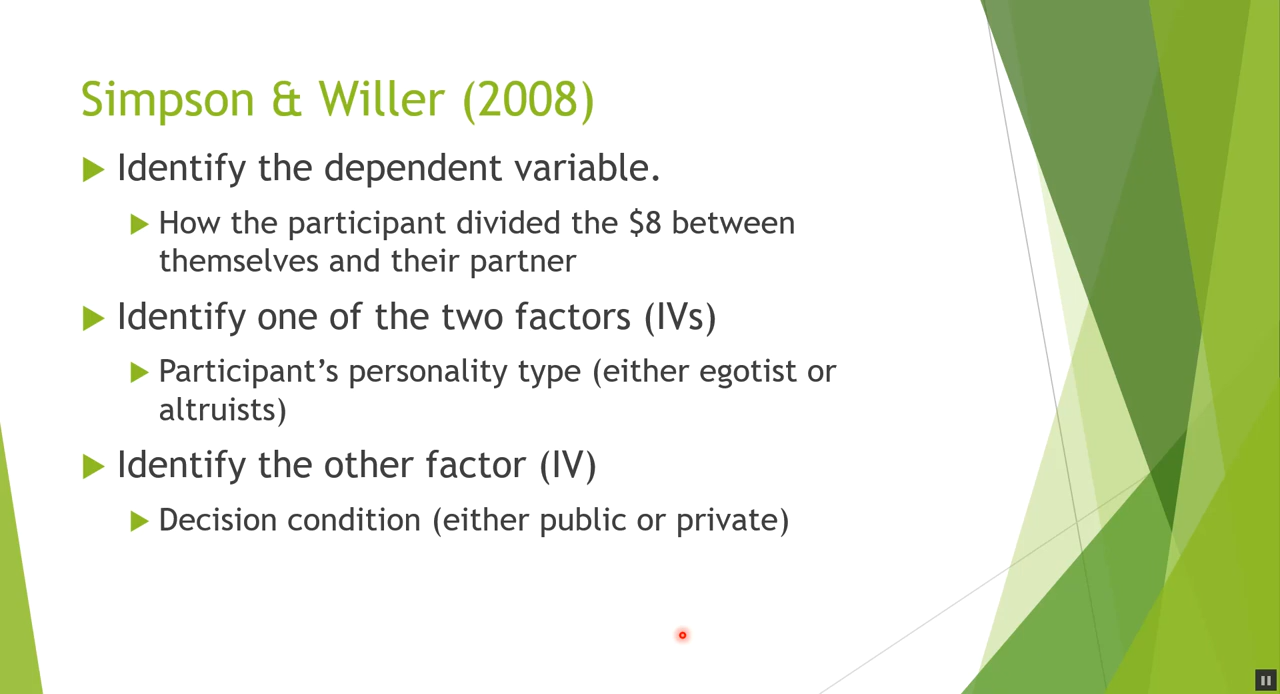 Simpson & Willer (2008)
Identify the dependent variable.
How the participant divided the $8 between
themselves and their partner
Identify one of the two factors (IVs)
Participant’s personality type (either egotist or
altruists)
Identify the other factor (IV)
Decision condition (either public or private)